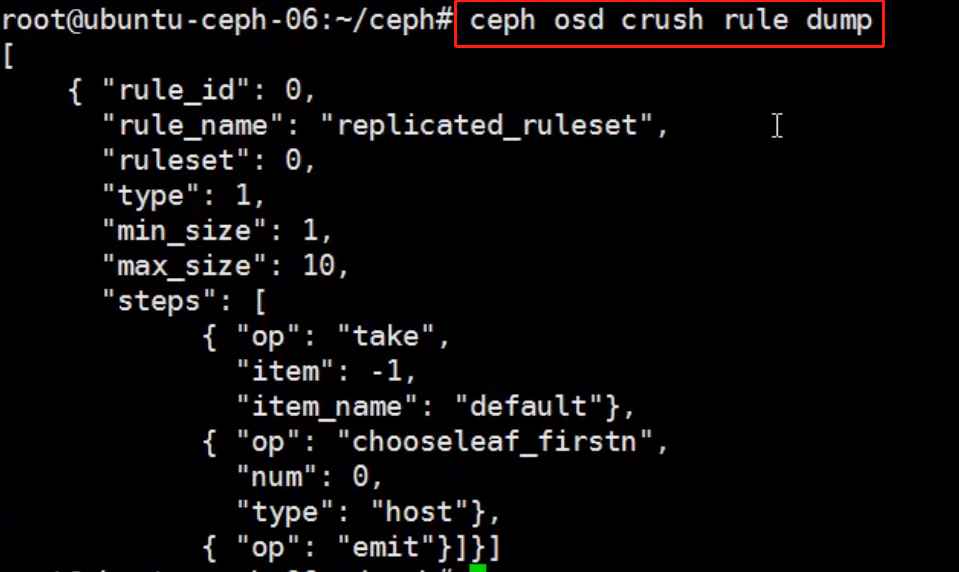 root@ubuntu-ceph-06:~/ceph# ceph osd crush rule dump
[
    { "rule_id": 0,
      "rule_name": "replicated_ruleset",
      "ruleset": 0,
      "type": 1,
      "min_size": 1,
      "max_size": 10,
      "steps": [
            { "op": "take",
              "item": -1,
              "item_name": "default"},
            { "op": "chooseleaf_firstn",
              "num": 0,
              "type": "host"},
            { "op": "emit"}]}]